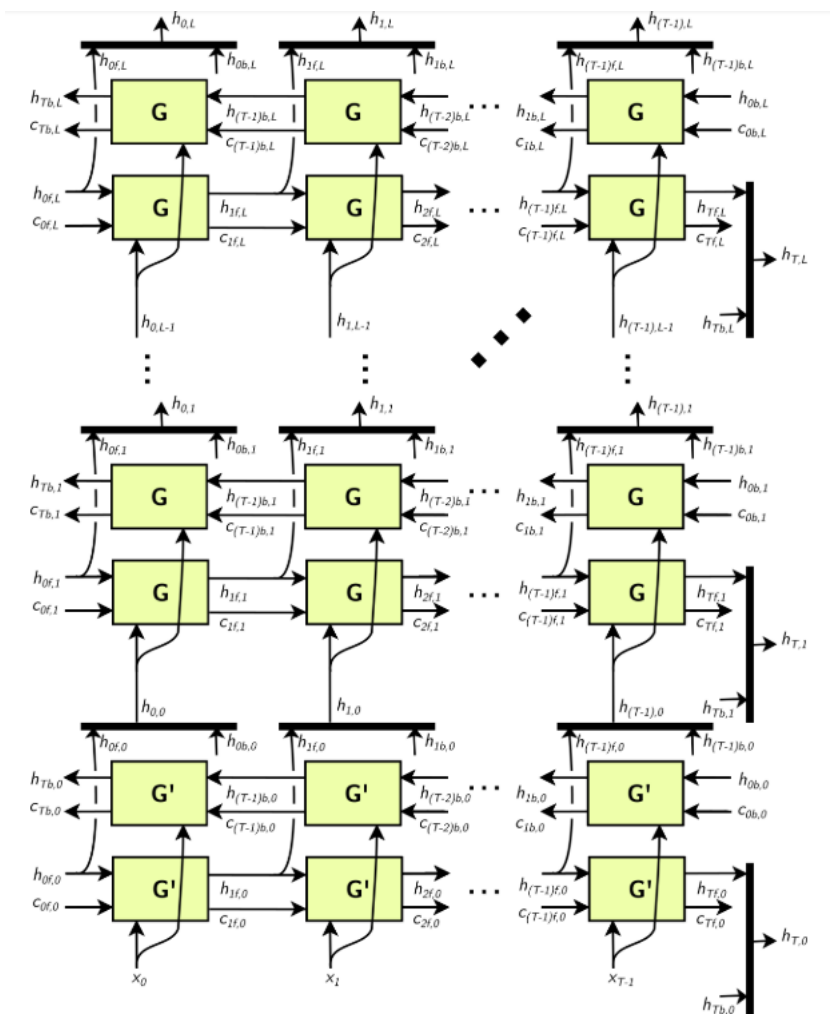 h0,L h1,L h(T-1),L
h0f,L h0b,L h1f,L h1b,L h(T-1)f,L h(T-1)b,L
hTb,L G h(T-1)b,L G h(T-2)b,L ... h1b,L G h0b,L
cTb,L c(T-1)b,L c(T-2)b,L c1b,L c0b,L
h0f,L G h1f,L G h2f,L ... h(T-1)f,L G hTf,L
c0f,L c1f,L c2f,L c(T-1)f,L cTf,L
hT,L
h0,L-1 h1,L-1 h(T-1),L-1 hTb,L
h0,1 h1,1 h(T-1),1
h0f,1 h0b,1 h1f,1 h1b,1 h(T-1)f,1 h(T-1)b,1
hTb,1 G h(T-1)b,1 G h(T-2)b,1 ... h1b,1 G h0b,1
cTb,1 c(T-1)b,1 c(T-2)b,1 c1b,1 c0b,1
h0f,1 G h1f,1 G h2f,1 ... h(T-1)f,1 G hTf,1
c0f,1 c1f,1 c2f,1 c(T-1)f,1 cTf,1
hT,1
h0,0 h1,0 h(T-1),0 hTb,1
h0f,0 h0b,0 h1f,0 h1b,0 h(T-1)f,0 h(T-1)b,0
hTb,0 G' h(T-1)b,0 G' h(T-2)b,0 ... h1b,0 G' h0b,0
cTb,0 c(T-1)b,0 c(T-2)b,0 c1b,0 c0b,0
h0f,0 G' h1f,0 G' h2f,0 ... h(T-1)f,0 G' hTf,0
c0f,0 c1f,0 c2f,0 c(T-1)f,0 cTf,0
hT,0
x0 x1 xT-1 hTb,0